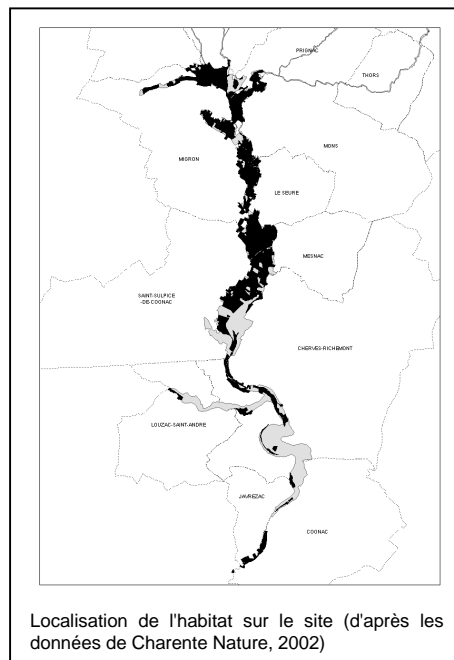 PRIGNAC
THORS
MONS
MIGRON
LE SEURE
MESNAC
SAINT-SULPICE
-DE-COGNAC
CHERVES-RICHEMONT
LOUZAC-SAINT-ANDRE
JAVREZAC
COGNAC
Localisation de l'habitat sur le site (d'après les
données de Charente Nature, 2002)